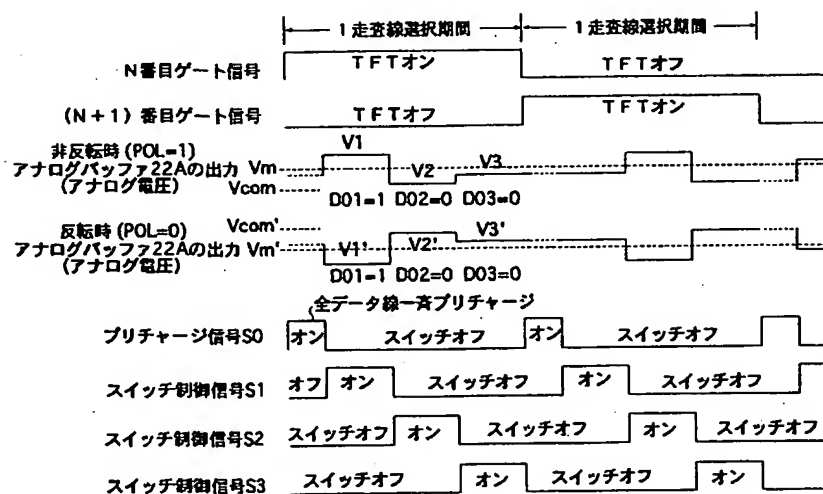 1走査線選択期間 1走査線選択期間
N番目ゲート信号 TFTオン TFTオフ
(N+1)番目ゲート信号 TFTオフ TFTオン
非反転時(POL=1)
アナログバッファ22Aの出力 Vm
(アナログ電圧) Vcom
V1 V2 V3
D01=1 D02=0 D03=0
反転時(POL=0) Vcom'
アナログバッファ22Aの出力 Vm'
(アナログ電圧)
V1' V2' V3'
D01=1 D02=0 D03=0
全データ線一斉プリチャージ
プリチャージ信号S0 オン スイッチオフ オン スイッチオフ
スイッチ制御信号S1 オフ オン スイッチオフ オン スイッチオフ
スイッチ制御信号S2 スイッチオフ オン スイッチオフ オン スイッチオフ
スイッチ制御信号S3 スイッチオフ オン スイッチオフ オン